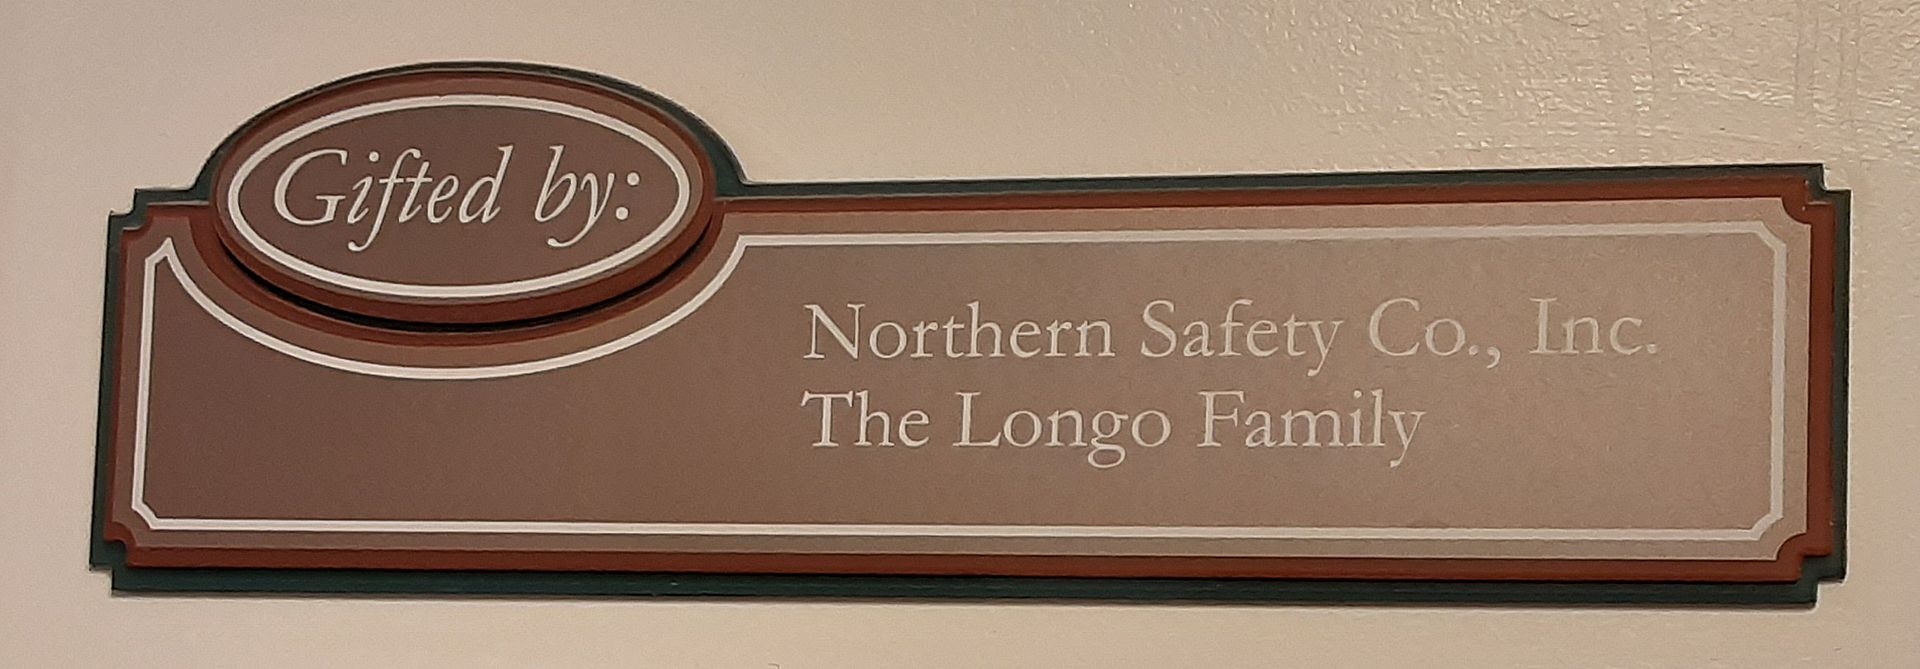 Gifted by:
Northern Safety Co., Inc.
The Longo Family